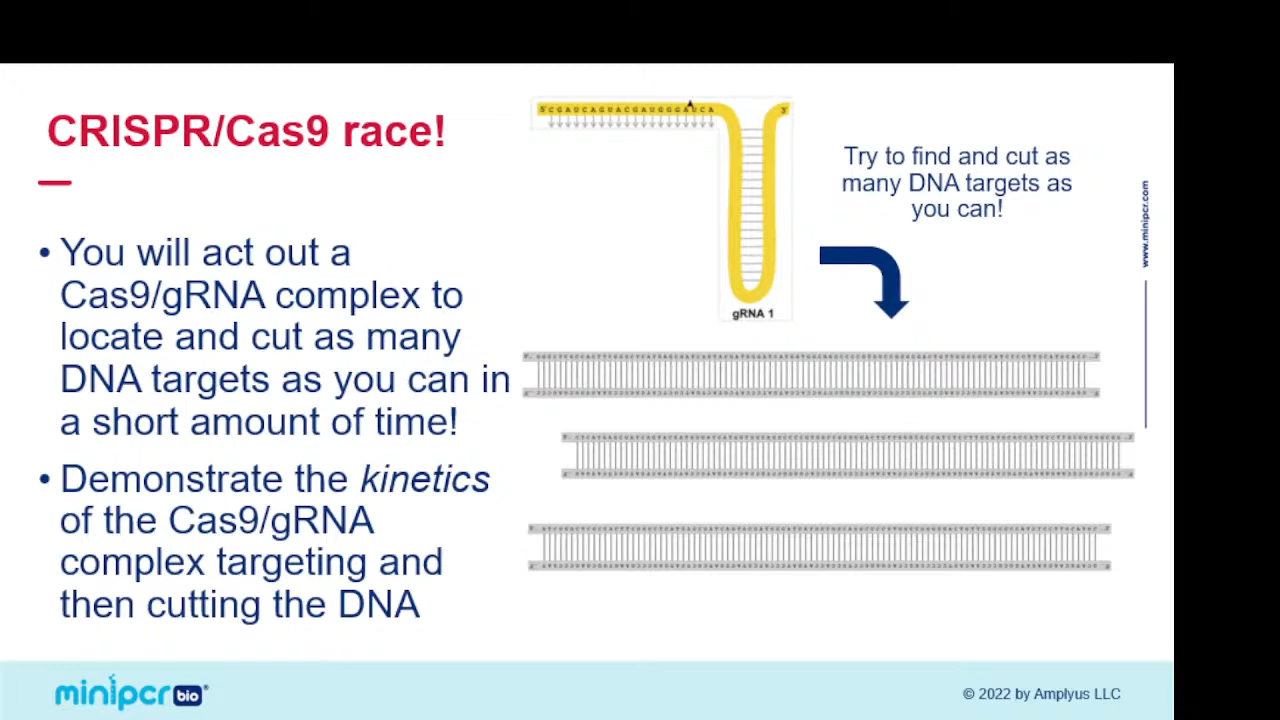 CRISPR/Cas9 race!
• You will act out a
Cas9/gRNA complex to
locate and cut as many
DNA targets as you can in
a short amount of time!
• Demonstrate the kinetics
of the Cas9/gRNA
complex targeting and
then cutting the DNA
5' CGAUCAGUACGAUGGGAUCA 3'
gRNA 1
Try to find and cut as
many DNA targets as
you can!
www.minipcr.com
minipcr bio®
© 2022 by Amplyus LLC